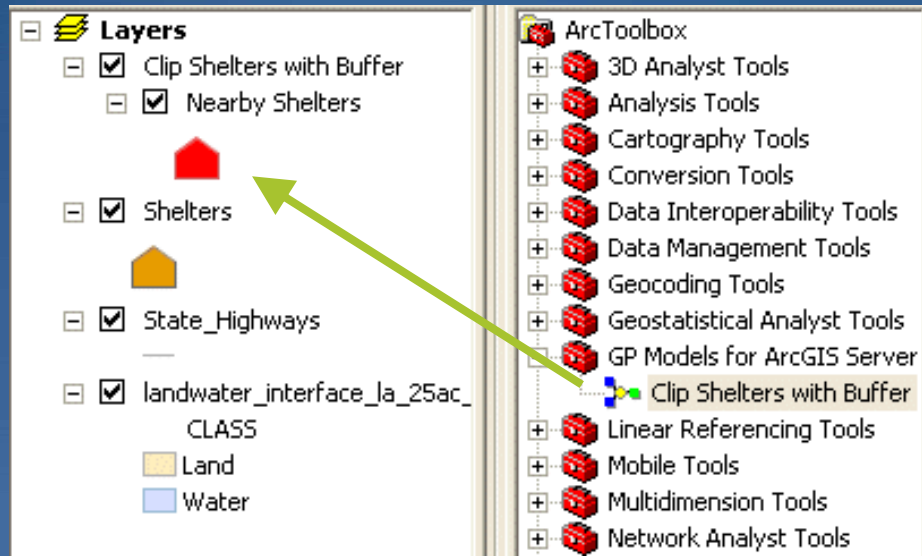 Layers
Clip Shelters with Buffer
Nearby Shelters
Shelters
State_Highways
landwater_interface_la_25ac_
CLASS
Land
Water
ArcToolbox
3D Analyst Tools
Analysis Tools
Cartography Tools
Conversion Tools
Data Interoperability Tools
Data Management Tools
Geocoding Tools
Geostatistical Analyst Tools
GP Models for ArcGIS Server
Clip Shelters with Buffer
Linear Referencing Tools
Mobile Tools
Multidimension Tools
Network Analyst Tools